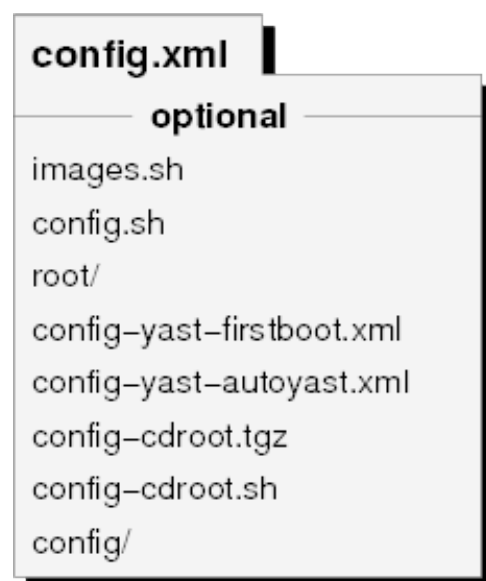 config.xml
optional
images.sh
config.sh
root/
config–yast–firstboot.xml
config–yast–autoyast.xml
config–cdroot.tgz
config–cdroot.sh
config/